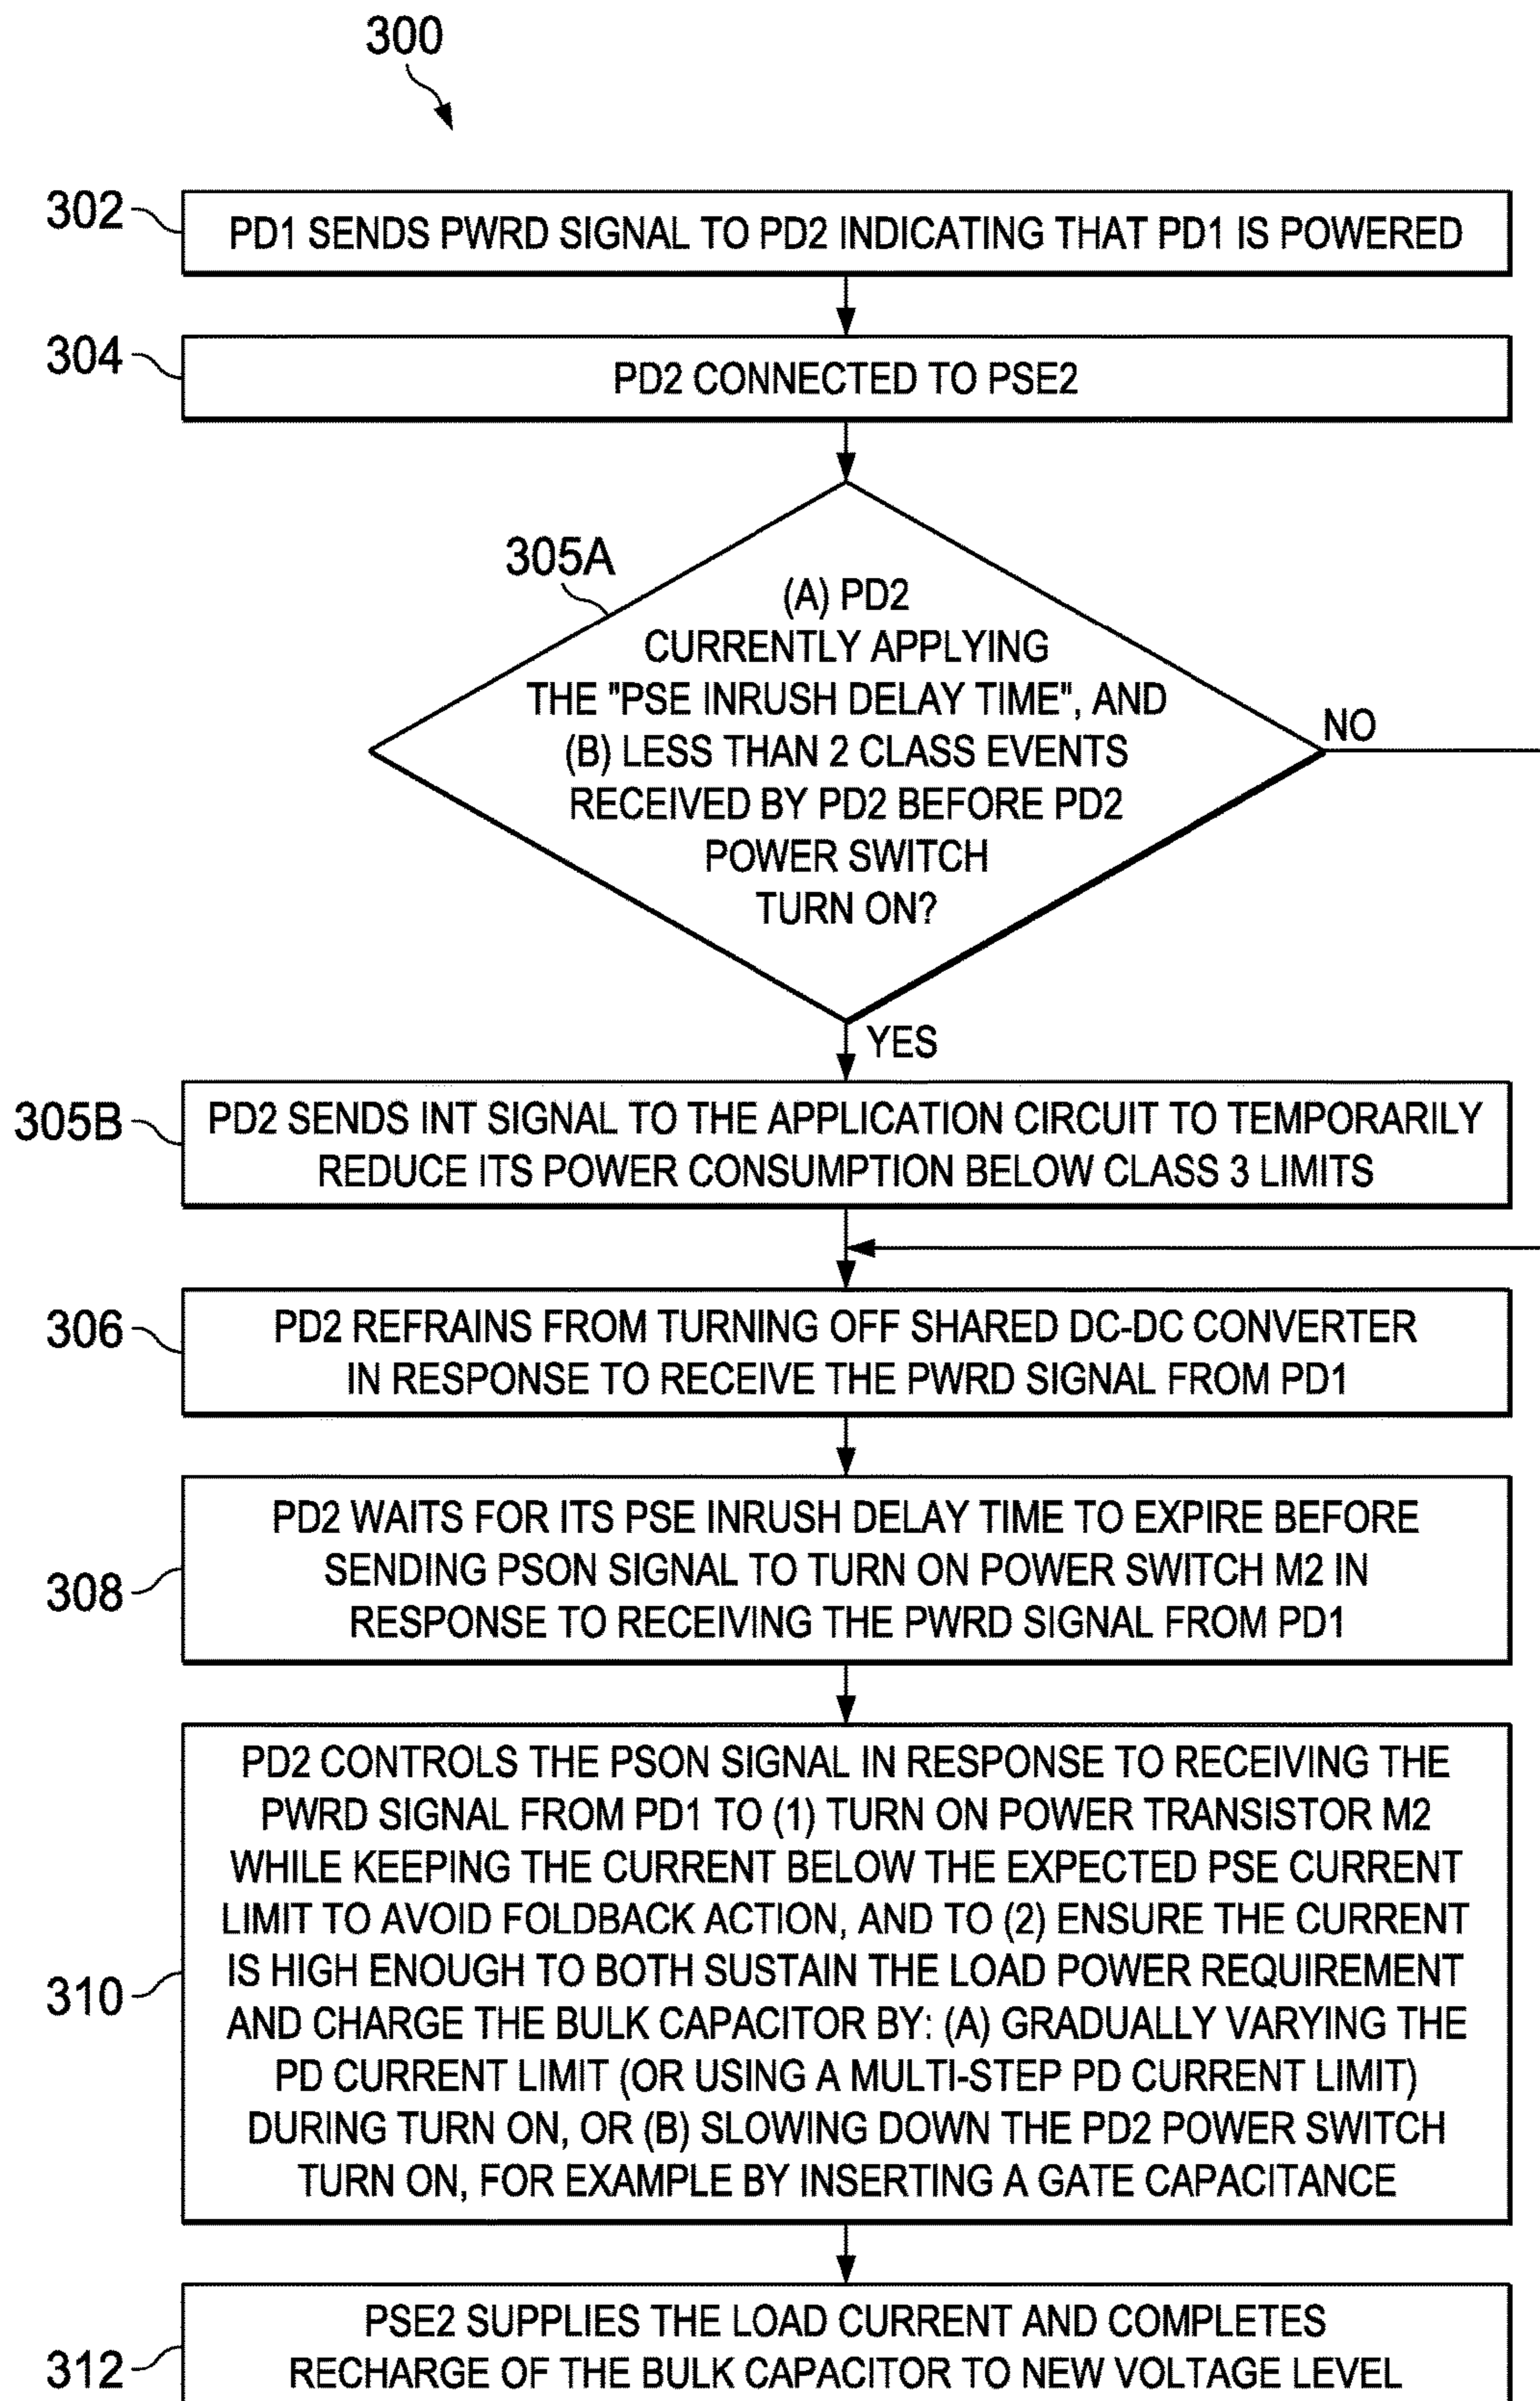 300
302
PD1 SENDS PWRD SIGNAL TO PD2 INDICATING THAT PD1 IS POWERED
304
PD2 CONNECTED TO PSE2
305A
(A) PD2
CURRENTLY APPLYING
THE "PSE INRUSH DELAY TIME", AND
(B) LESS THAN 2 CLASS EVENTS
RECEIVED BY PD2 BEFORE PD2
POWER SWITCH
TURN ON?
NO
YES
305B
PD2 SENDS INT SIGNAL TO THE APPLICATION CIRCUIT TO TEMPORARILY
REDUCE ITS POWER CONSUMPTION BELOW CLASS 3 LIMITS
306
PD2 REFRAINS FROM TURNING OFF SHARED DC-DC CONVERTER
IN RESPONSE TO RECEIVE THE PWRD SIGNAL FROM PD1
308
PD2 WAITS FOR ITS PSE INRUSH DELAY TIME TO EXPIRE BEFORE
SENDING PSON SIGNAL TO TURN ON POWER SWITCH M2 IN
RESPONSE TO RECEIVING THE PWRD SIGNAL FROM PD1
310
PD2 CONTROLS THE PSON SIGNAL IN RESPONSE TO RECEIVING THE
PWRD SIGNAL FROM PD1 TO (1) TURN ON POWER TRANSISTOR M2
WHILE KEEPING THE CURRENT BELOW THE EXPECTED PSE CURRENT
LIMIT TO AVOID FOLDBACK ACTION, AND TO (2) ENSURE THE CURRENT
IS HIGH ENOUGH TO BOTH SUSTAIN THE LOAD POWER REQUIREMENT
AND CHARGE THE BULK CAPACITOR BY: (A) GRADUALLY VARYING THE
PD CURRENT LIMIT (OR USING A MULTI-STEP PD CURRENT LIMIT)
DURING TURN ON, OR (B) SLOWING DOWN THE PD2 POWER SWITCH
TURN ON, FOR EXAMPLE BY INSERTING A GATE CAPACITANCE
312
PSE2 SUPPLIES THE LOAD CURRENT AND COMPLETES
RECHARGE OF THE BULK CAPACITOR TO NEW VOLTAGE LEVEL